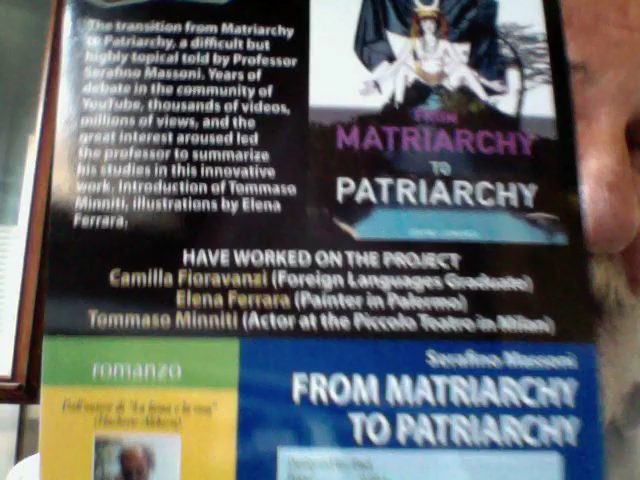 The transition from Matriarchy
to Patriarchy, a difficult but
highly topical told by Professor
Serafino Massoni. Years of
debate in the community of
YouTube, thousands of videos,
millions of views, and the
great interest aroused led
the professor to summarize
his studies in this innovative
work. Introduction of Tommaso
Minniti, illustrations by Elena
Ferrara.
FROM
MATRIARCHY
TO
PATRIARCHY
HAVE WORKED ON THE PROJECT
Camilla Fioravanzi (Foreign Languages Graduate)
Elena Ferrara (Painter in Palermo)
Tommaso Minniti (Actor at the Piccolo Teatro in Milan)
romanzo
Serafino Massoni
FROM MATRIARCHY
TO PATRIARCHY